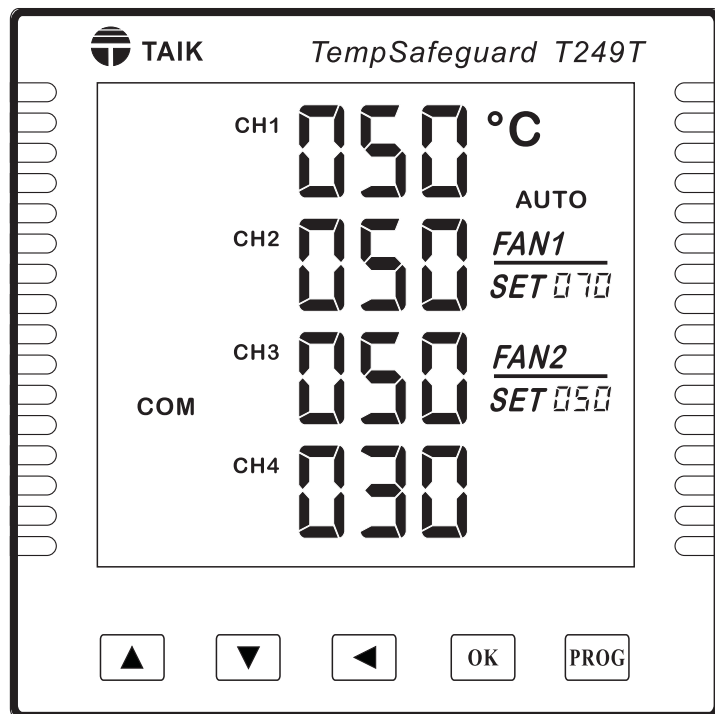 TAIK TempSafeguard T249T
CH1 050 °C
AUTO
CH2 050 FAN1
SET 070
CH3 050 FAN2
SET 050
COM
CH4 030
▲ ▼ ◀ OK PROG